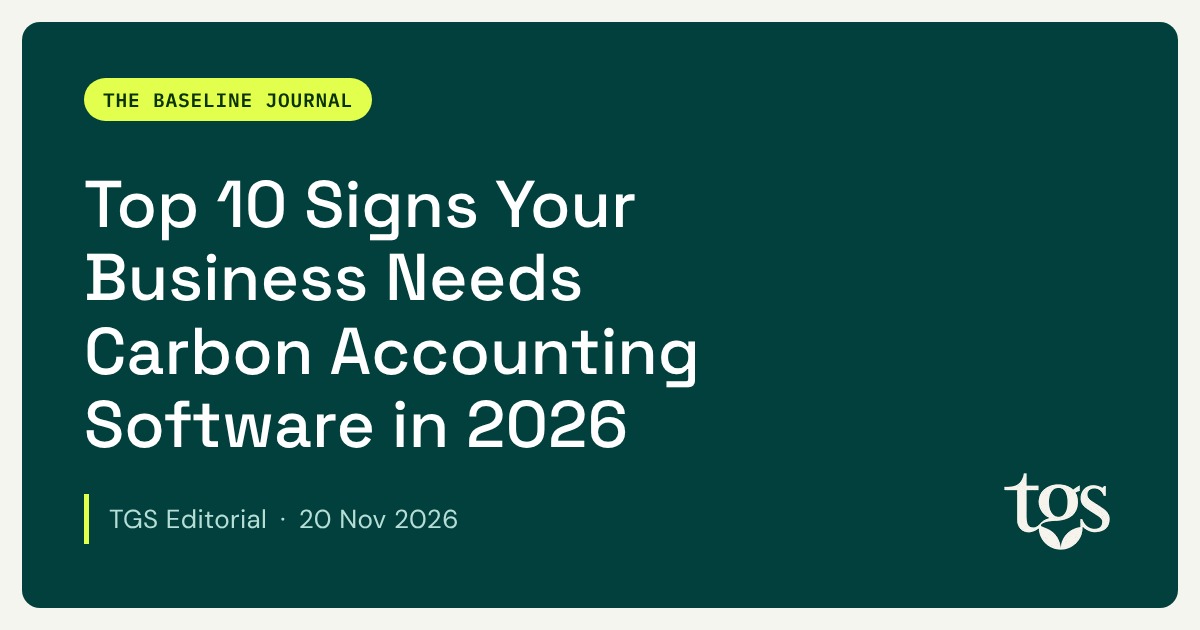 THE BASELINE JOURNAL
Top 10 Signs Your
Business Needs
Carbon Accounting
Software in 2026
TGS Editorial · 20 Nov 2026
tgs